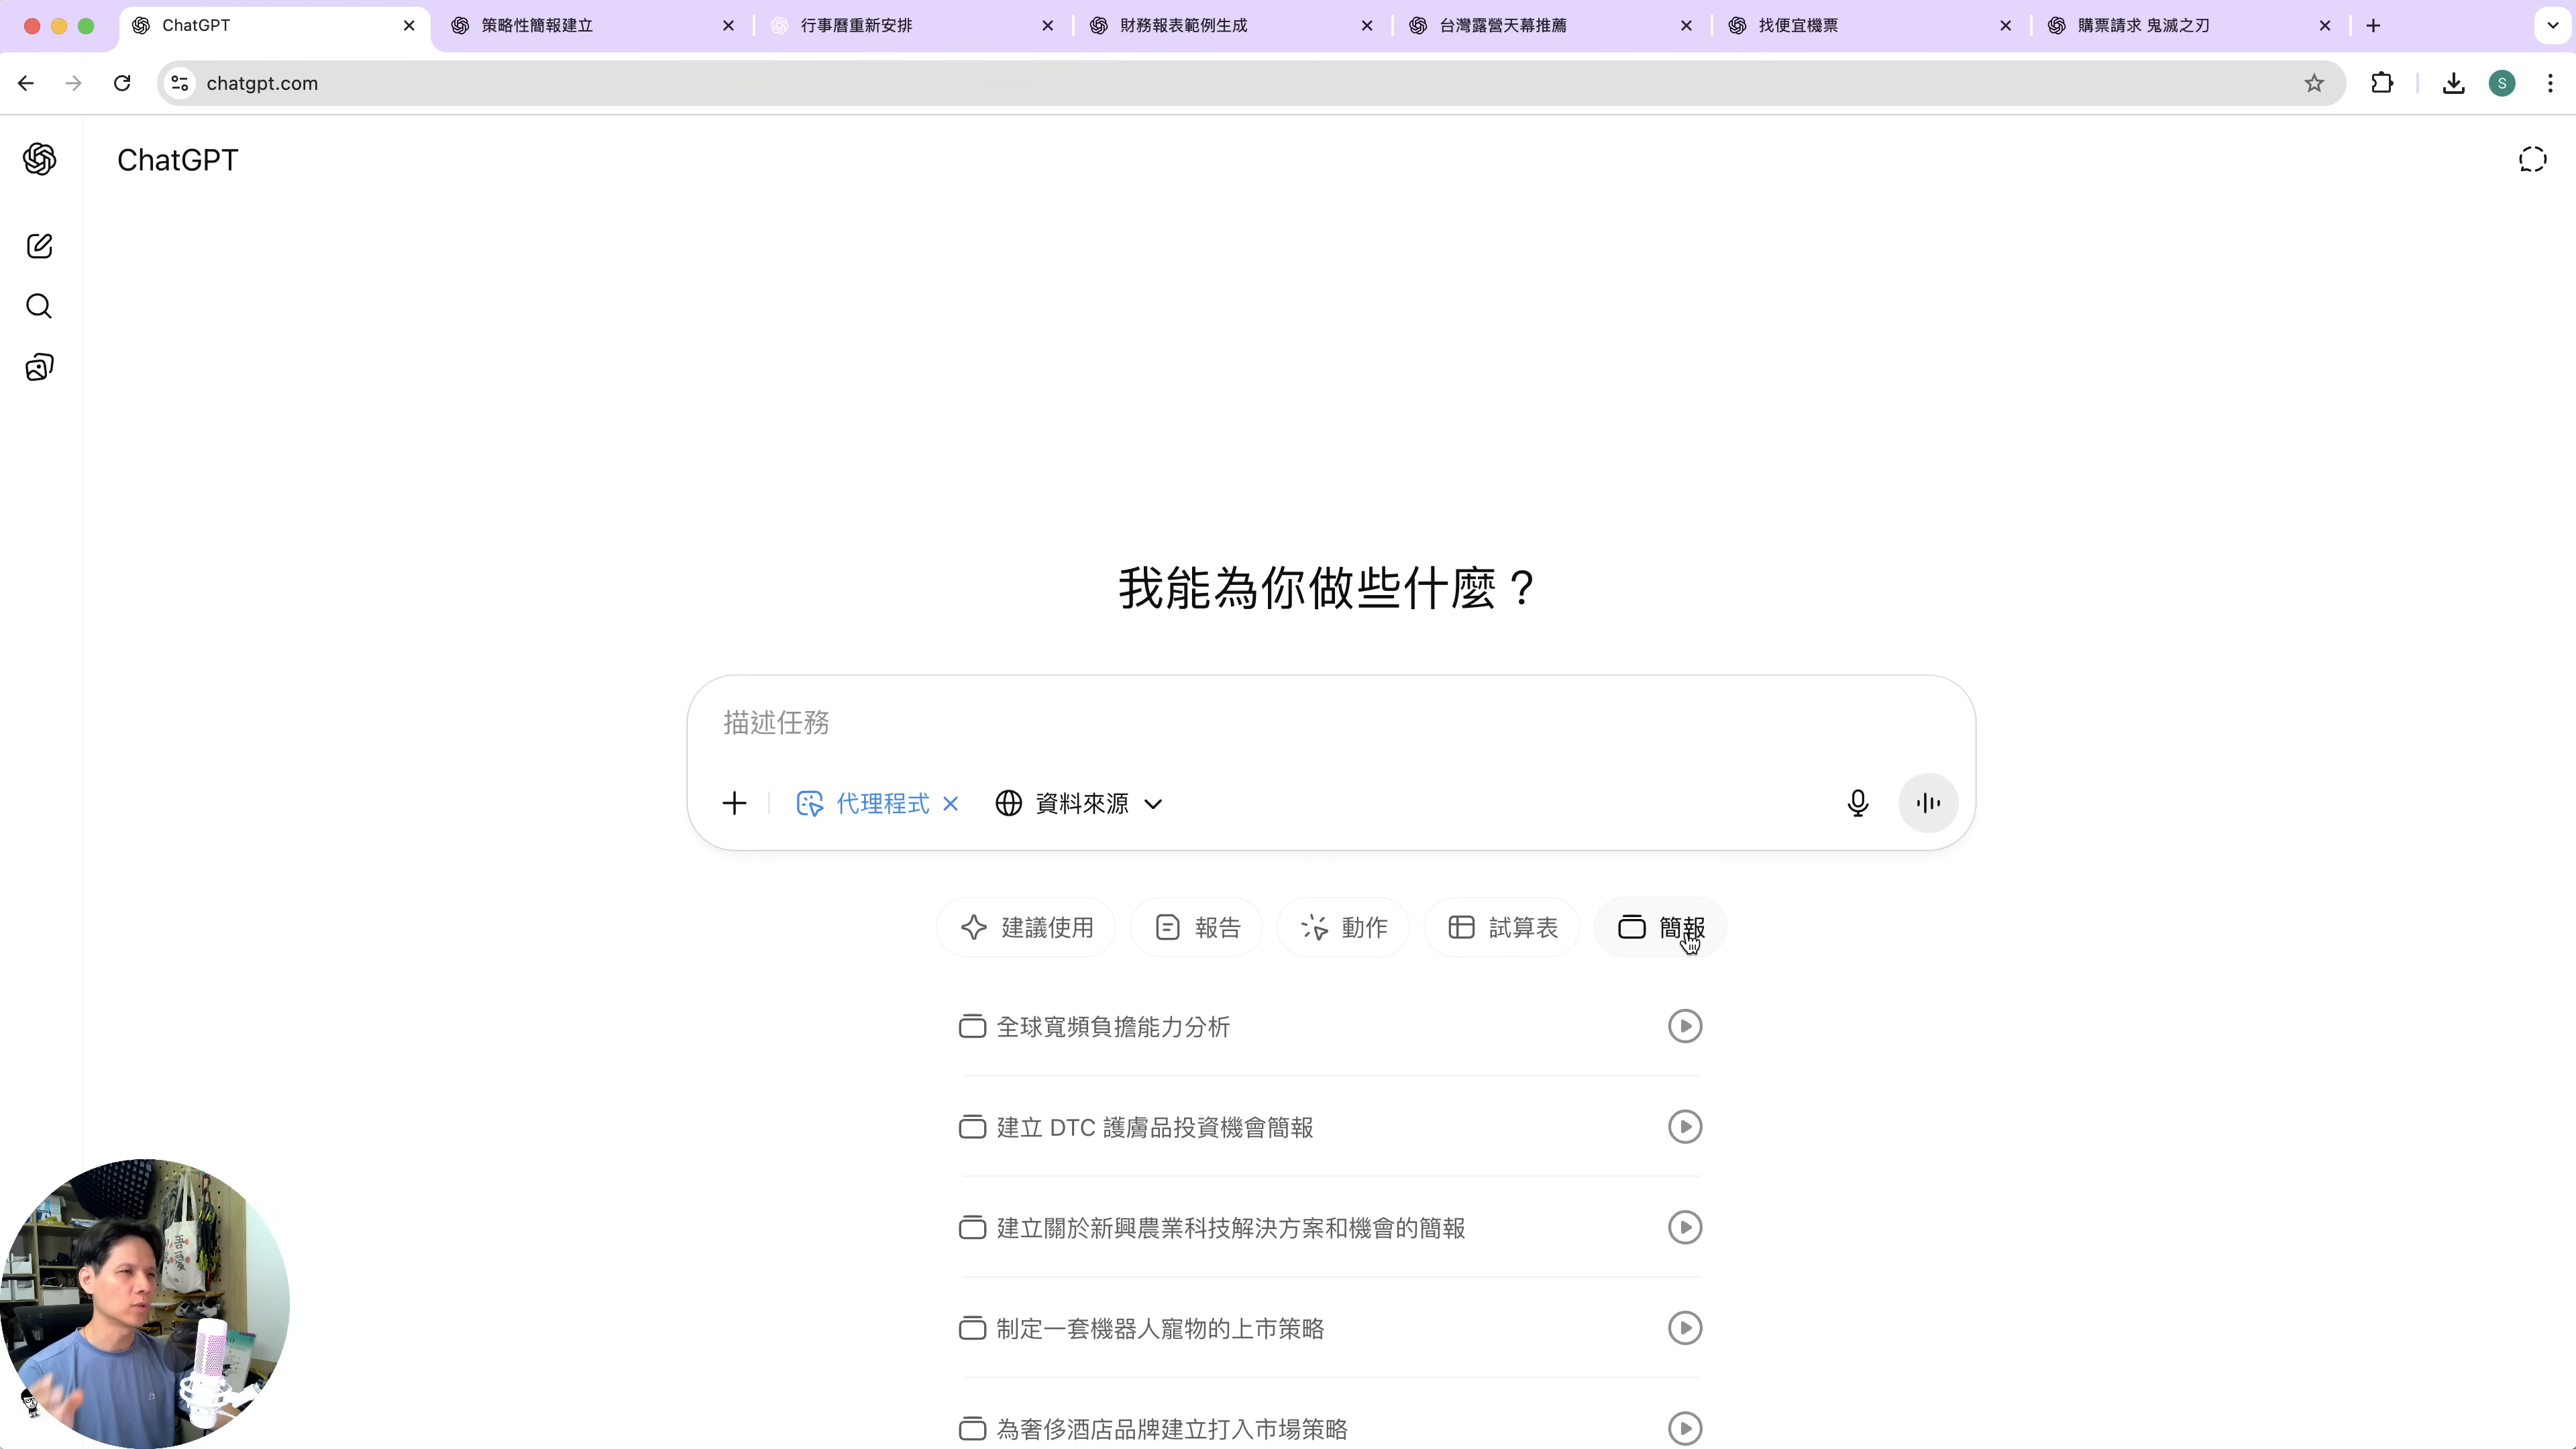 ChatGPT
策略性簡報建立
行事曆重新安排
財務報表範例生成
台灣露營天幕推薦
找便宜機票
購票請求 鬼滅之刃
chatgpt.com
S
ChatGPT
我能為你做些什麼？
描述任務
代理程式
資料來源
建議使用
報告
動作
試算表
簡報
全球寬頻負擔能力分析
建立 DTC 護膚品投資機會簡報
建立關於新興農業科技解決方案和機會的簡報
制定一套機器人寵物的上市策略
為奢侈酒店品牌建立打入市場策略